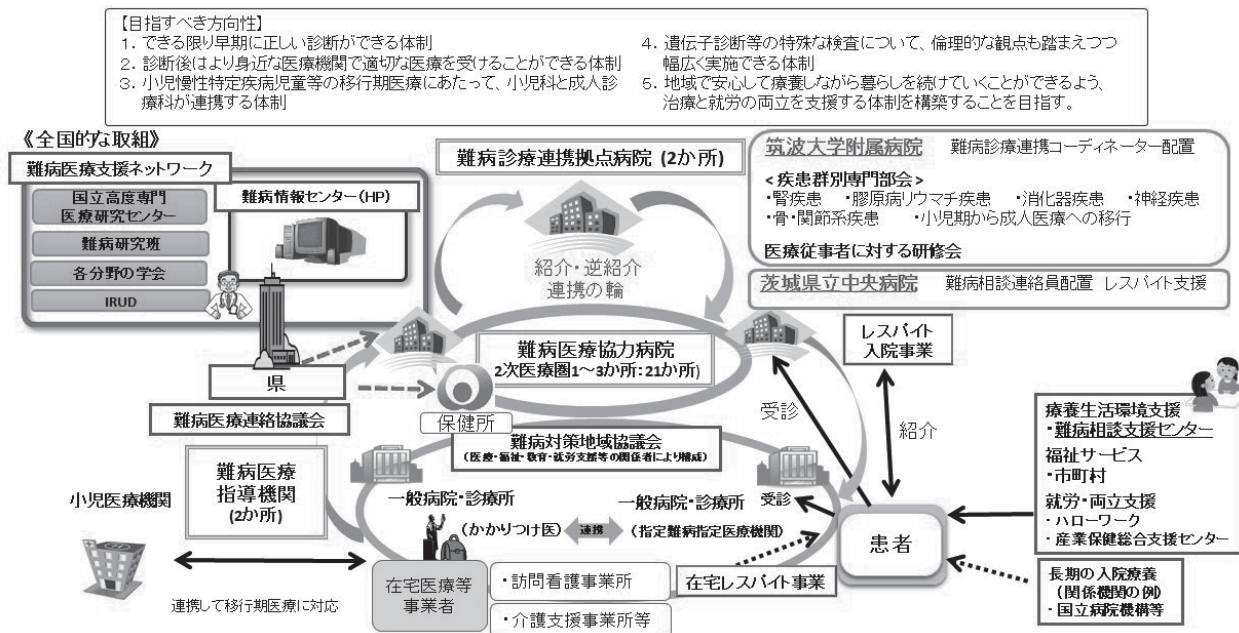 【目指すべき方向性】
1. できる限り早期に正しい診断ができる体制
2. 診断後はより身近な医療機関で適切な医療を受けることができる体制
3. 小児慢性特定疾病児童等の移行期医療にあたって、小児科と成人診
療科が連携する体制
4. 遺伝子診断等の特殊な検査について、倫理的な観点も踏まえつつ
幅広く実施できる体制
5. 地域で安心して療養しながら暮らしを続けていくことができるよう、
治療と就労の両立を支援する体制を構築することを目指す。
《全国的な取組》
難病医療支援ネットワーク
国立高度専門
医療研究センター
難病研究班
各分野の学会
IRUD
難病情報センター(HP)
難病診療連携拠点病院 (2か所)
紹介・逆紹介
連携の輪
筑波大学附属病院 難病診療連携コーディネーター配置
<疾患群別専門部会>
・腎疾患 ・膠原病リウマチ疾患 ・消化器疾患 ・神経疾患
・骨・関節系疾患 ・小児期から成人医療への移行
医療従事者に対する研修会
茨城県立中央病院 難病相談連絡員配置 レスパイト支援
県
難病医療連絡協議会
難病医療協力病院
2次医療圏1～3か所:21か所)
保健所
レスパイト
入院事業
受診
紹介
難病対策地域協議会
(医療・福祉・教育・就労支援等の関係者により構成)
難病医療
指導機関
(2か所)
小児医療機関
連携して移行期医療に対応
一般病院・診療所
(かかりつけ医)
連携
一般病院・診療所
(指定難病指定医療機関)
受診
患者
在宅医療等
事業者
・訪問看護事業所
・介護支援事業所等
在宅レスパイト事業
療養生活環境支援
・難病相談支援センター
福祉サービス
・市町村
就労・両立支援
・ハローワーク
・産業保健総合支援センター
長期の入院療養
(関係機関の例)
・国立病院機構等